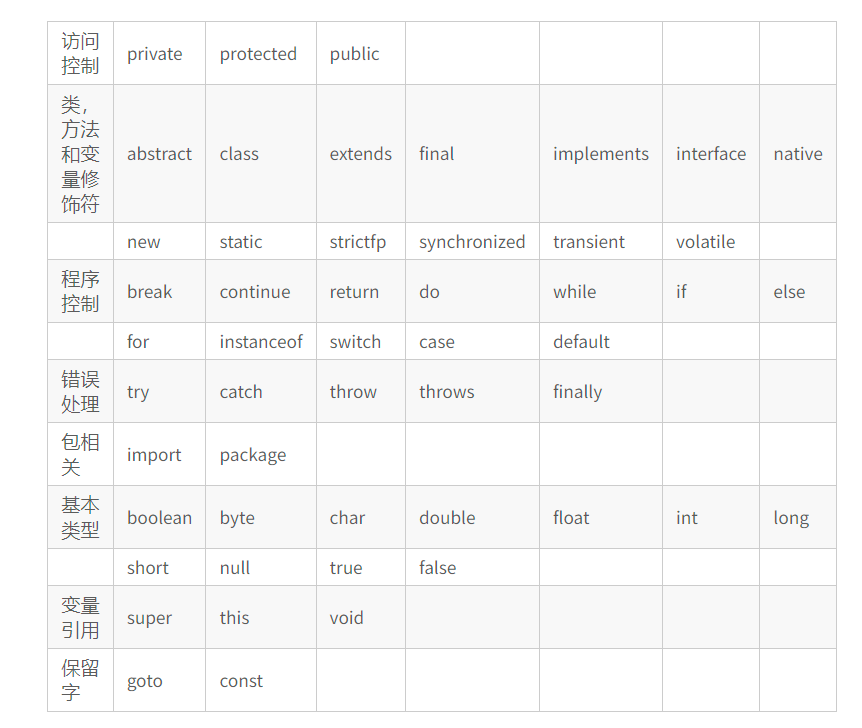 访问
控制 private protected public
类，
方法
和变
量修
饰符 abstract class extends final implements interface native
new static strictfp synchronized transient volatile
程序
控制 break continue return do while if else
for instanceof switch case default
错误
处理 try catch throw throws finally
包相
关 import package
基本
类型 boolean byte char double float int long
short null true false
变量
引用 super this void
保留
字 goto const